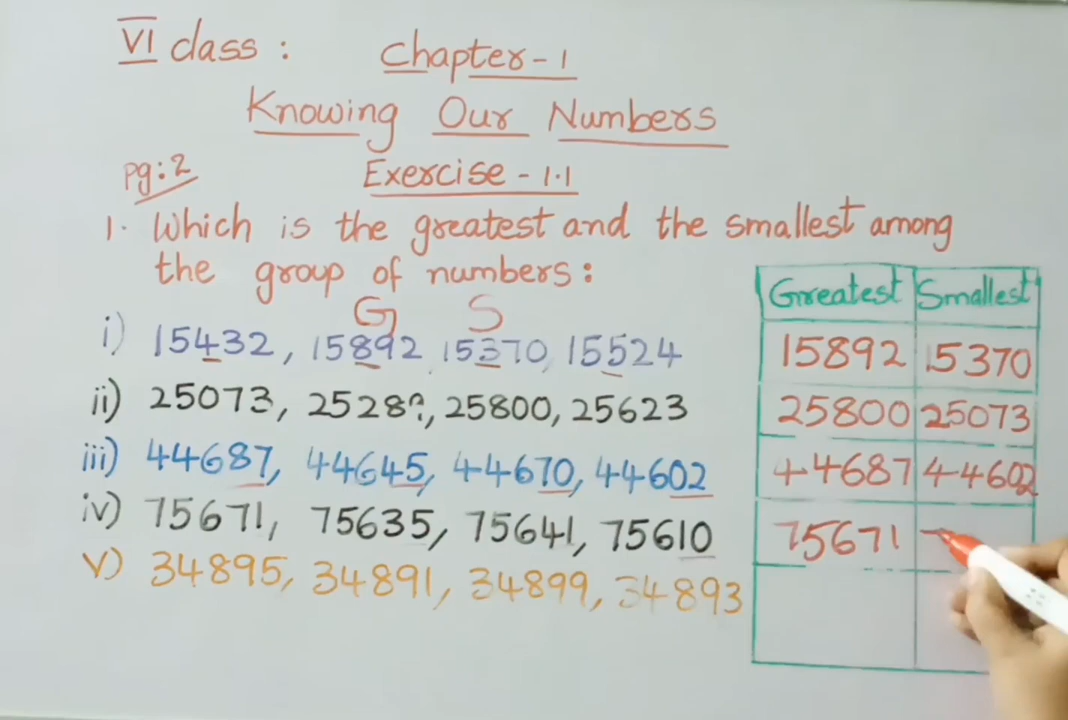 VI class : Chapter - 1
Knowing Our Numbers
pg:2 Exercise - 1.1
1. Which is the greatest and the smallest among
the group of numbers :
G S
i) 15432, 15892, 15370, 15524
ii) 25073, 25800, 25623
iii) 44687, 44645, 44670, 44602
iv) 75671, 75635, 75641, 75610
v) 34895, 34891, 34899, 34893
Greatest Smallest
15892 15370
25800 25073
44687 44602
75671